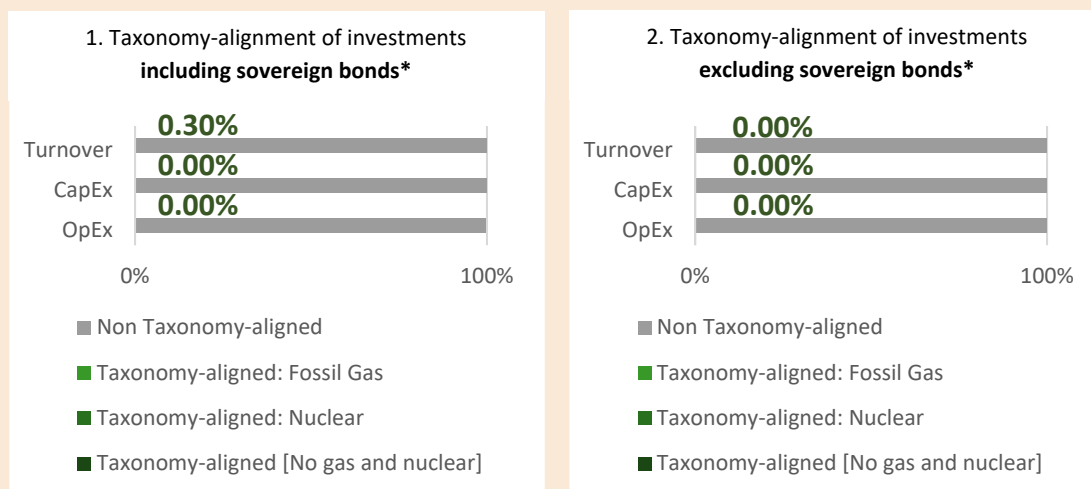 1. Taxonomy-alignment of investments
including sovereign bonds*
0.30%
Turnover
0.00%
CapEx
0.00%
OpEx
0%
100%
Non Taxonomy-aligned
Taxonomy-aligned: Fossil Gas
Taxonomy-aligned: Nuclear
Taxonomy-aligned [No gas and nuclear]
2. Taxonomy-alignment of investments
excluding sovereign bonds*
0.00%
Turnover
0.00%
CapEx
0.00%
OpEx
0%
100%
Non Taxonomy-aligned
Taxonomy-aligned: Fossil Gas
Taxonomy-aligned: Nuclear
Taxonomy-aligned [No gas and nuclear]